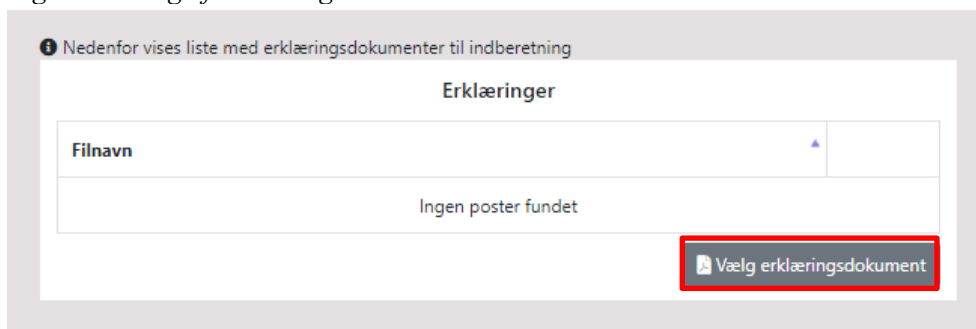 Nedenfor vises liste med erklæringsdokumenter til indberetning
Erklæringer
Filnavn
Ingen poster fundet
Vælg erklæringsdokument